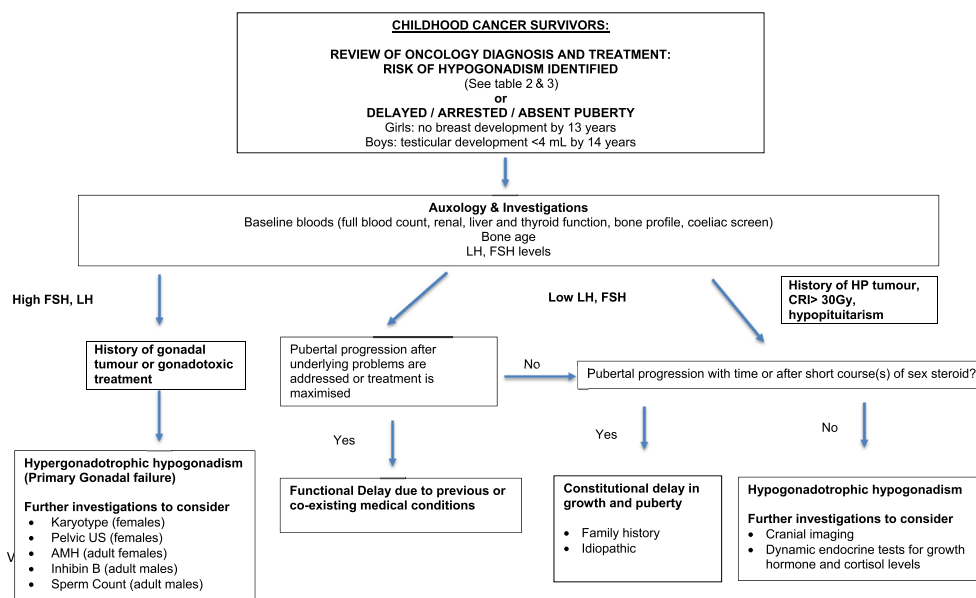 CHILDHOOD CANCER SURVIVORS:
REVIEW OF ONCOLOGY DIAGNOSIS AND TREATMENT:
RISK OF HYPOGONADISM IDENTIFIED
(See table 2 & 3)
or
DELAYED / ARRESTED / ABSENT PUBERTY
Girls: no breast development by 13 years
Boys: testicular development <4 mL by 14 years
Auxology & Investigations
Baseline bloods (full blood count, renal, liver and thyroid function, bone profile, coeliac screen)
Bone age
LH, FSH levels
High FSH, LH
Low LH, FSH
History of HP tumour,
CRI> 30Gy,
hypopituitarism
History of gonadal
tumour or gonadotoxic
treatment
Pubertal progression after
underlying problems are
addressed or treatment is
maximised
No
Pubertal progression with time or after short course(s) of sex steroid?
Yes
Yes
No
Hypergonadotrophic hypogonadism
(Primary Gonadal failure)
Further investigations to consider
• Karyotype (females)
• Pelvic US (females)
• AMH (adult females)
• Inhibin B (adult males)
• Sperm Count (adult males)
V
Functional Delay due to previous or
co-existing medical conditions
Constitutional delay in
growth and puberty
• Family history
• Idiopathic
Hypogonadotrophic hypogonadism
Further investigations to consider
• Cranial imaging
• Dynamic endocrine tests for growth
hormone and cortisol levels